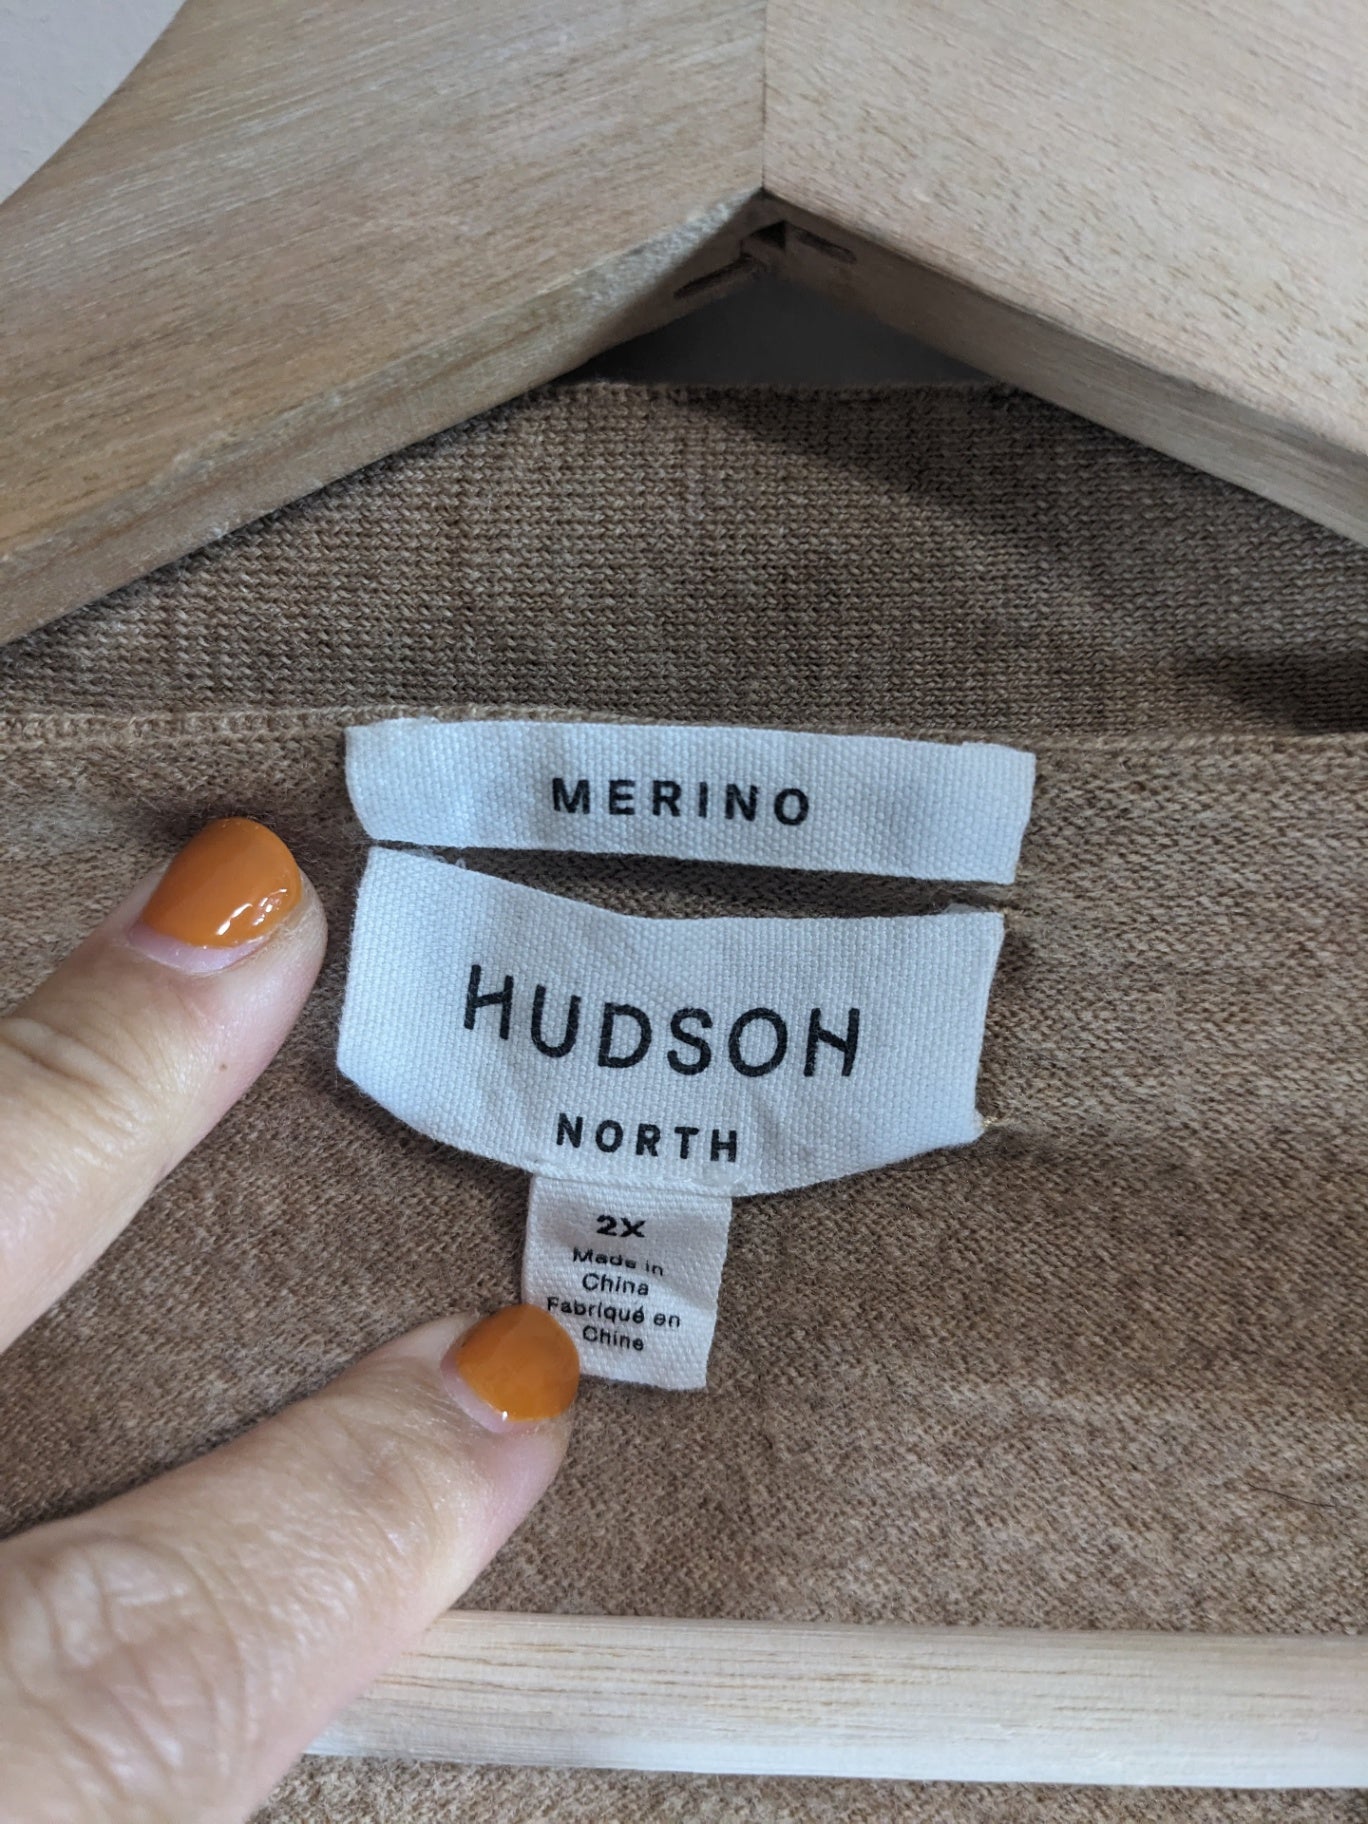 MERINO
HUDSON
NORTH
2X
Made in
China
Fabriqué en
Chine